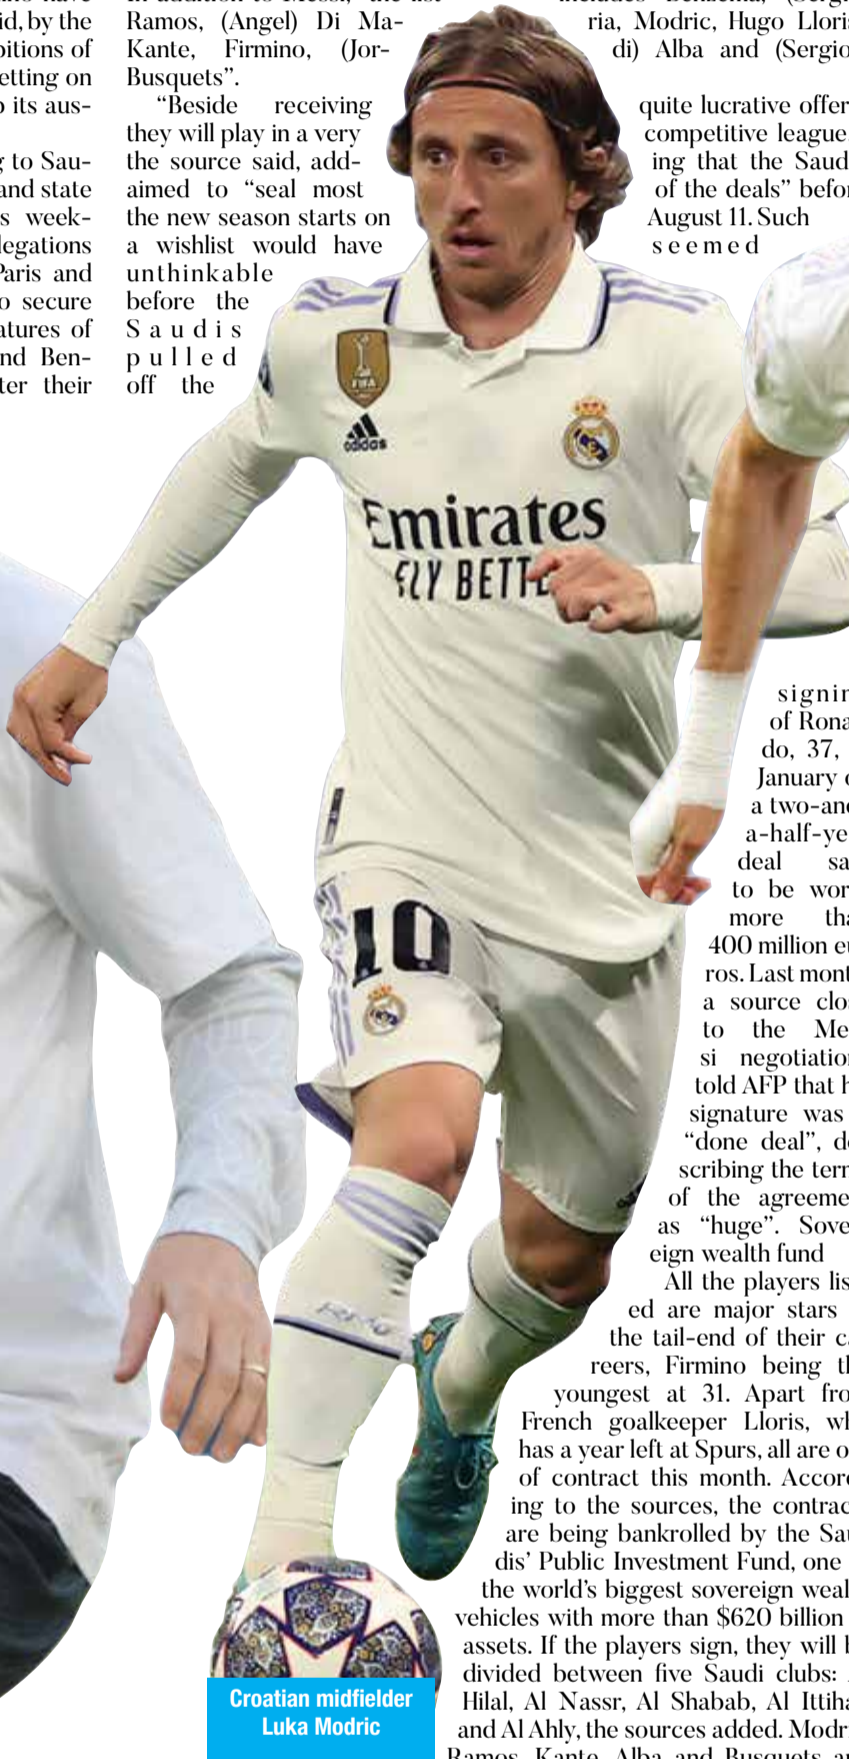 id, by the
bitions of
etting on
o its aus-
g to Sau-
and state
s week-
legations
Paris and
o secure
atures of
nd Ben-
ter their
Ramos, (Angel) Di Ma-
Kante, Firmino, (Jor-
Busquets”.
“Beside receiving
they will play in a very
the source said, add-
aimed to “seal most
the new season starts on
a wishlist would have
unthinkable
before the
Saudis
pulled
off the
ria, Modric, Hugo Lloris
di) Alba and (Sergio
quite lucrative offer
competitive league,
ing that the Saud
of the deals” befor
August 11. Such
seemed
FIFA
adidas
Emirates
FLY BETTE
10
RMO
signin
of Rona
do, 37,
January o
a two-and
a-half-ye
deal sa
to be wor
more tha
400 million eu
ros. Last mont
a source clos
to the Me
si negotiation
told AFP that h
signature was
“done deal”, de
scribing the term
of the agreeme
as “huge”. Sove
eign wealth fund
All the players lis
ed are major stars
the tail-end of their ca
reers, Firmino being th
youngest at 31. Apart fro
French goalkeeper Lloris, wh
has a year left at Spurs, all are o
of contract this month. Accord
ing to the sources, the contrac
are being bankrolled by the Sau
dis’ Public Investment Fund, one
the world’s biggest sovereign weal
vehicles with more than $620 billion
assets. If the players sign, they will b
divided between five Saudi clubs:
Hilal, Al Nassr, Al Shabab, Al Ittiha
and Al Ahly, the sources added. Modri
Ramos, Kante, Alba and Busquets a
Croatian midfielder
Luka Modric